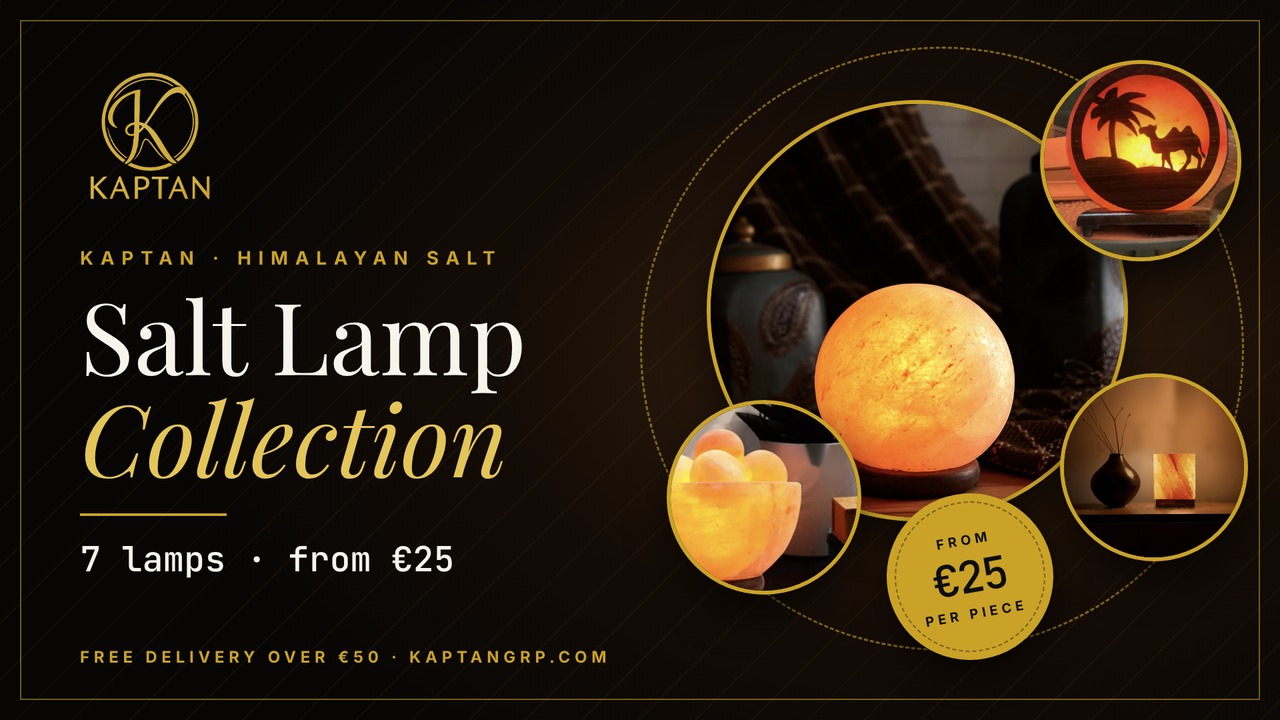 KAPTAN
KAPTAN · HIMALAYAN SALT
Salt Lamp
Collection
7 lamps · from €25
FREE DELIVERY OVER €50 · KAPTANGRP.COM
FROM
€25
PER PIECE